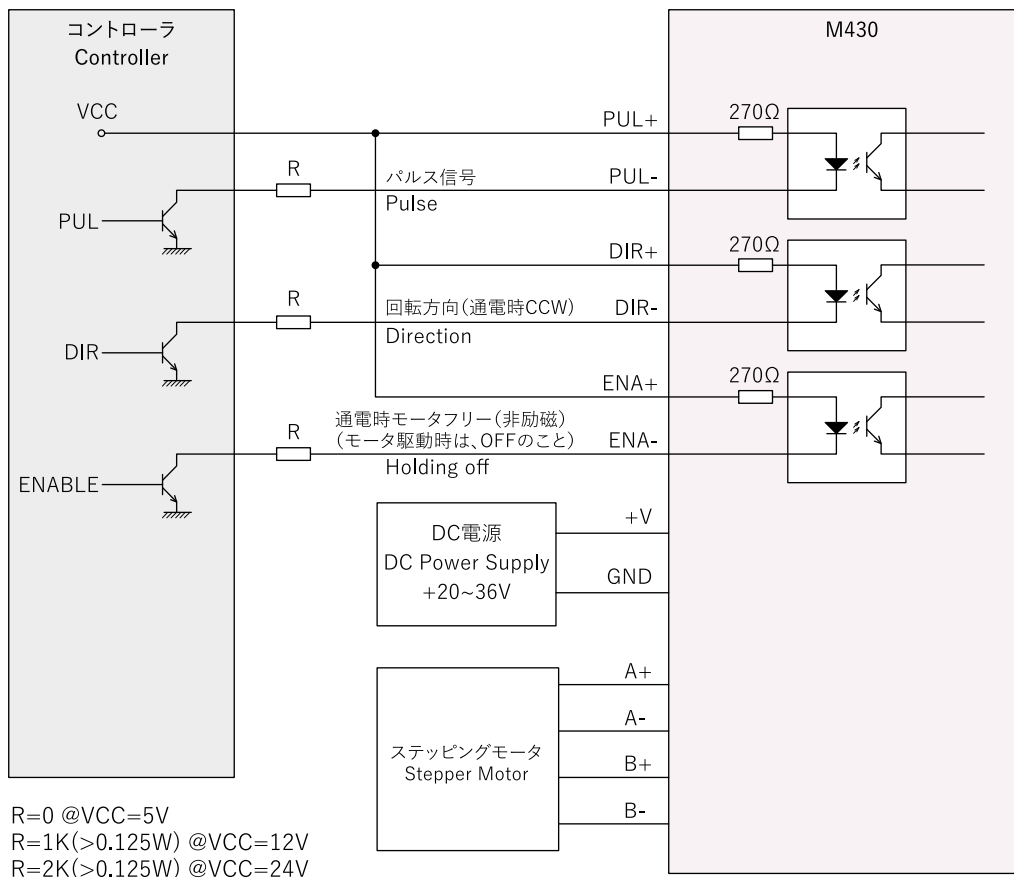 コントローラ
Controller
M430
VCC
PUL+
270Ω
R
パルス信号
Pulse
PUL-
PUL
DIR+
270Ω
R
回転方向(通電時CCW)
Direction
DIR-
DIR
ENA+
270Ω
R
通電時モータフリー(非励磁)
(モータ駆動時は、OFFのこと)
Holding off
ENA-
ENABLE
DC電源
DC Power Supply
+20~36V
+V
GND
ステッピングモータ
Stepper Motor
A+
A-
B+
B-
R=0 @VCC=5V
R=1K(>0.125W) @VCC=12V
R=2K(>0.125W) @VCC=24V